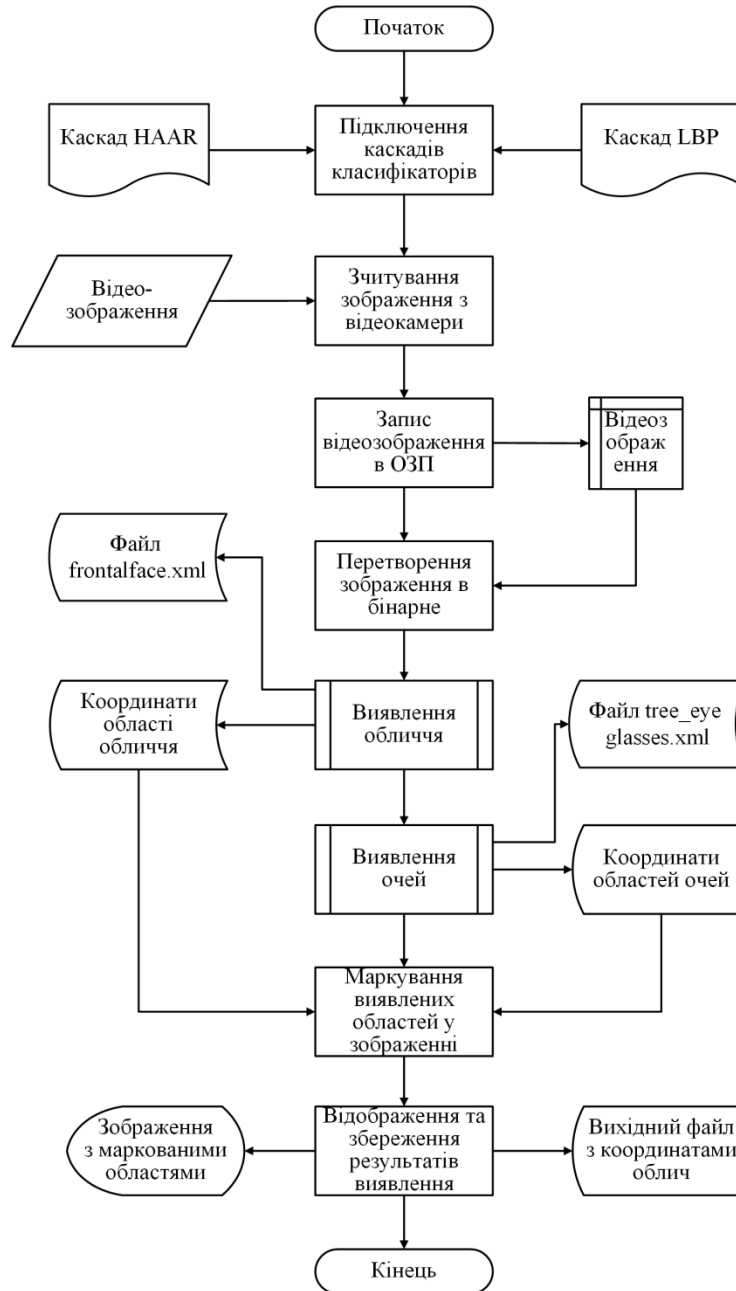 Початок
Каскад HAAR
Підключення
каскадів
класифікаторів
Каскад LBP
Відео-
зображення
Зчитування
зображення з
відеокамери
Запис
відеозображення
в ОЗП
Відеоз
ображ
ення
Файл
frontalface.xml
Перетворення
зображення в
бінарне
Координати
області
обличчя
Виявлення
обличчя
Файл tree_eye
glasses.xml
Виявлення
очей
Координати
областей очей
Маркування
виявлених
областей у
зображенні
Зображення
з маркованими
областями
Відображення та
збереження
результатів
виявлення
Вихідний файл
з координатами
облич
Кінець